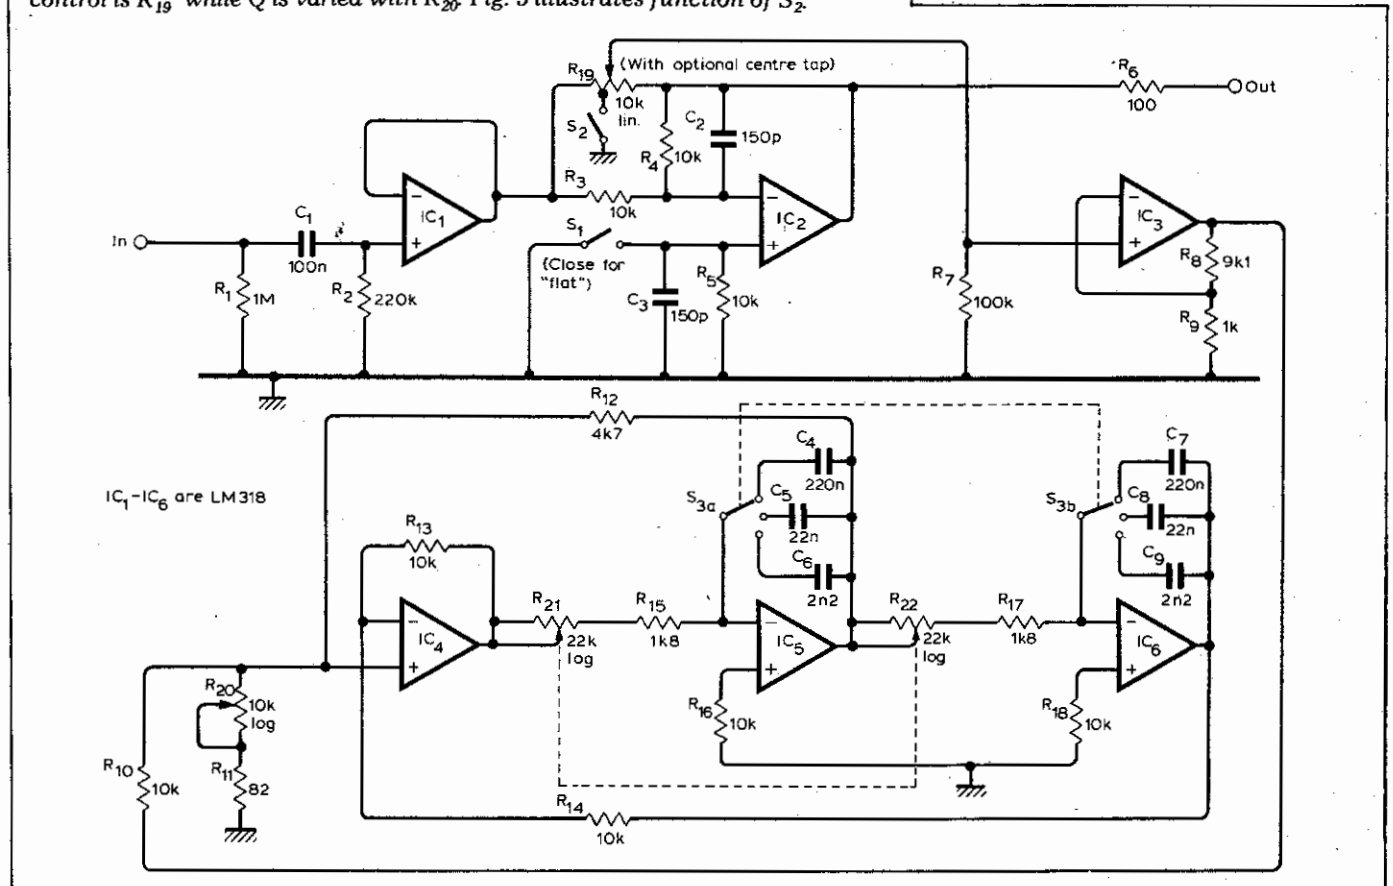 control is R19 while Q is varied with R20. Fig. 3 illustrates function of S2.
R19
(With optional centre tap)
10k
lin.
S2
R4
10k
C2
150p
R6
100
Out
R3
10k
IC1
IC2
IC3
In
C1
100n
R1
1M
R2
220k
S1
(Close for
"flat")
C3
150p
R5
10k
R7
100k
R8
9k1
R9
1k
R12
4k7
IC1-IC6 are LM318
S3a
C4
220n
C5
22n
C6
2n2
S3b
C7
220n
C8
22n
C9
2n2
R13
10k
IC4
R21
22k
log
R15
1k8
IC5
R22
22k
log
R17
1k8
IC6
R20
10k
log
R16
10k
R18
10k
R10
10k
R11
82
R14
10k